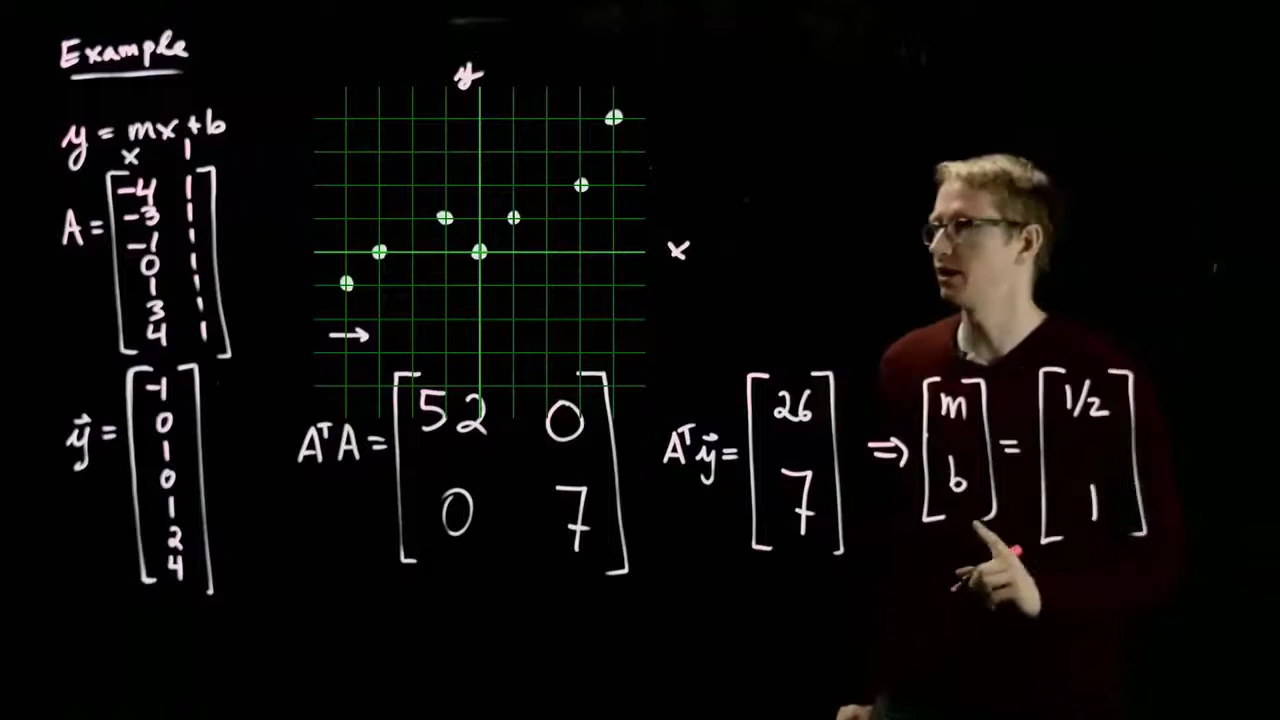 Example
y = mx + b
x 1
A = [ -4 1
-3 1
-1 1
0 1
1 1
3 1
4 1 ]
y
x
→
y⃗ = [ -1
0
1
0
1
2
4 ]
AᵀA = [ 52 0
0 7 ]
Aᵀy⃗ = [ 26
7 ]
⇒ [ m
b ] = [ 1/2
1 ]